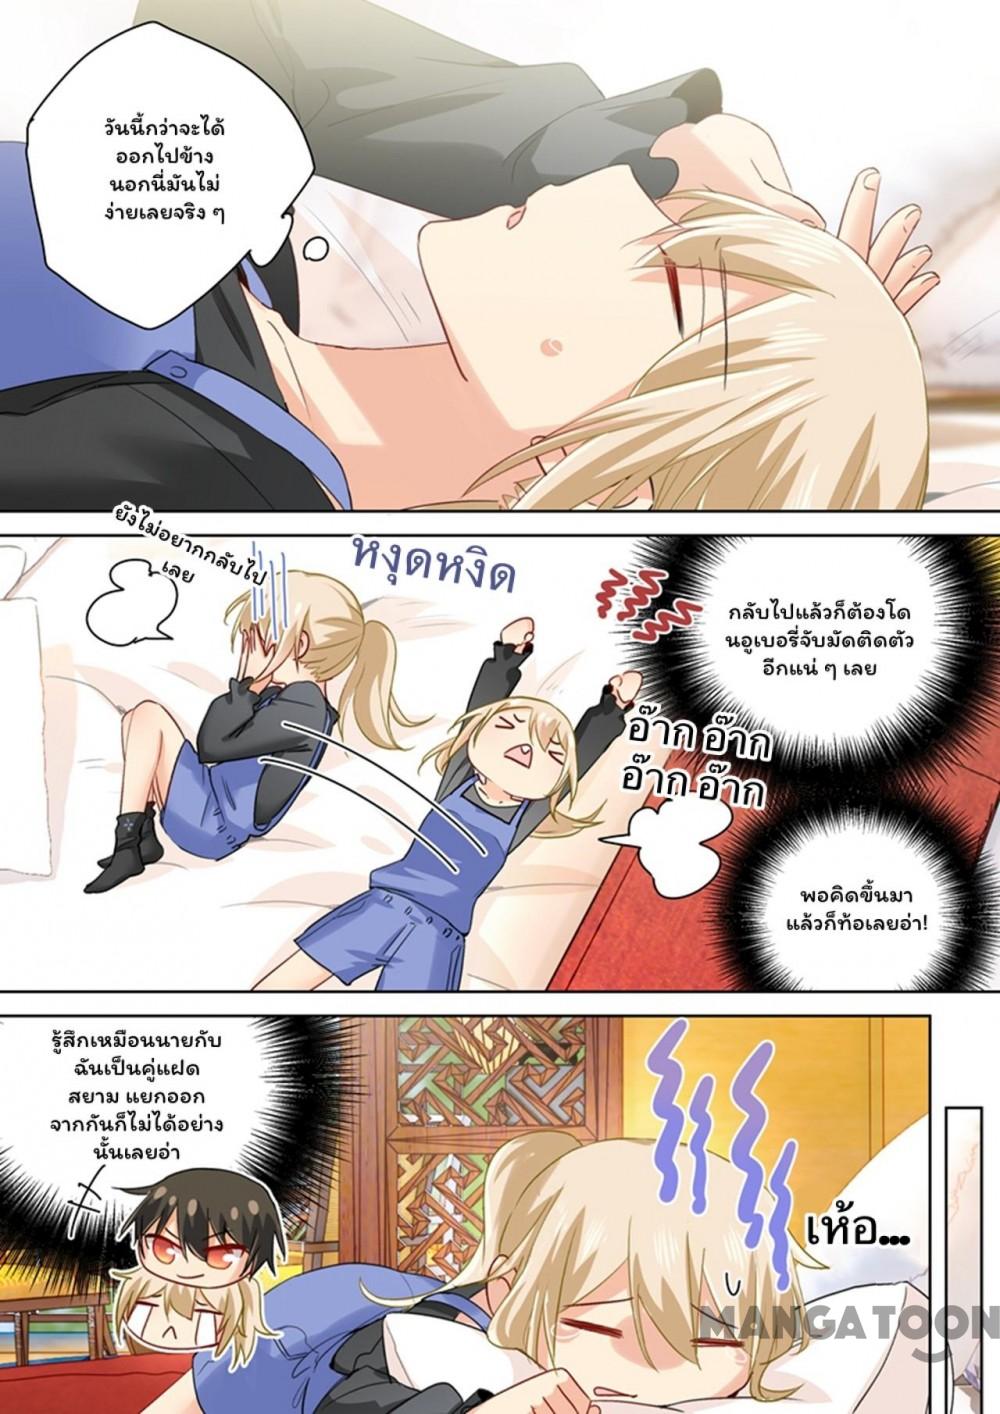 วันนี้กว่าจะได้
ออกไปข้าง
นอกนี่มันไม่
ง่ายเลยจริง ๆ
ยังไม่อยากกลับไป
เลย
หงุดหงิด
กลับไปแล้วก็ต้องโด
นอูเบอรี่จับมัดติดตัว
อีกแน่ ๆ เลย
อ๊าก อ๊าก
อ๊าก อ๊าก
พอคิดขึ้นมา
แล้วก็ท้อเลยอ่า!
รู้สึกเหมือนนายกับ
ฉันเป็นคู่แฝด
สยาม แยกออก
จากกันก็ไม่ได้อย่าง
นั้นเลยอ่า
เห้อ...
MANGATOON